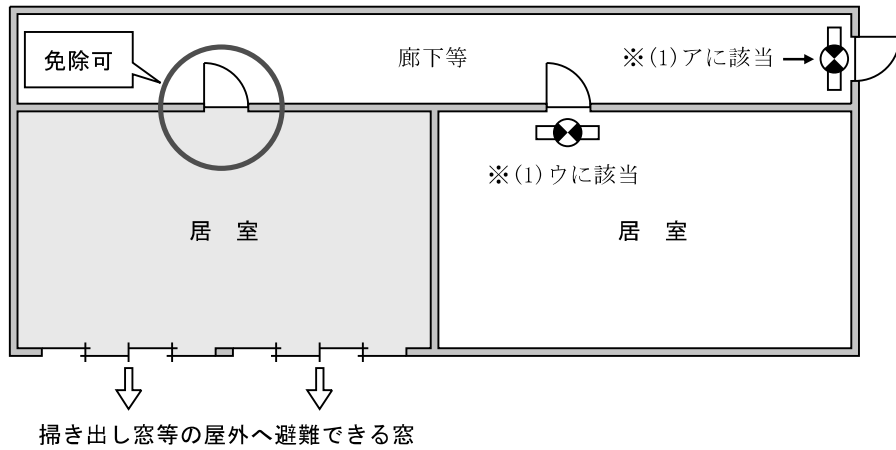 免除可
廊下等
※(1)アに該当
※(1)ウに該当
居 室
居 室
掃き出し窓等の屋外へ避難できる窓